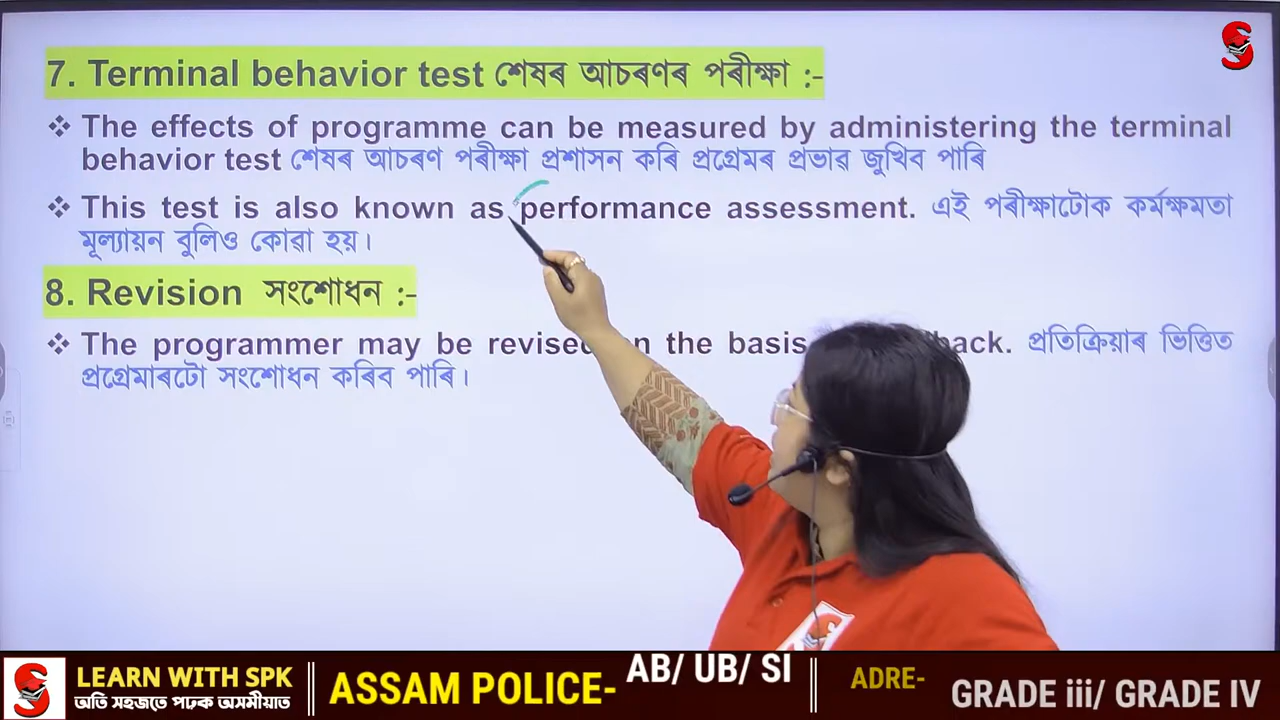 7. Terminal behavior test শেষৰ আচৰণৰ পৰীক্ষা :-
❖ The effects of programme can be measured by administering the terminal
behavior test শেষৰ আচৰণ পৰীক্ষা প্ৰশাসন কৰি প্ৰগ্ৰেমৰ প্ৰভাৱ জুখিব পাৰি
❖ This test is also known as performance assessment. এই পৰীক্ষাটোক কৰ্মক্ষমতা
মূল্যায়ন বুলিও কোৱা হয়।
8. Revision সংশোধন :-
❖ The programmer may be revised the basis প্ৰতিক্ৰিয়াৰ ভিত্তিত
প্ৰগ্ৰেমাৰটো সংশোধন কৰিব পাৰি।
LEARN WITH SPK
অতি সহজতে পঢ়ক অসমীয়াত
ASSAM POLICE- AB/ UB/ SI
ADRE- GRADE iii/ GRADE IV